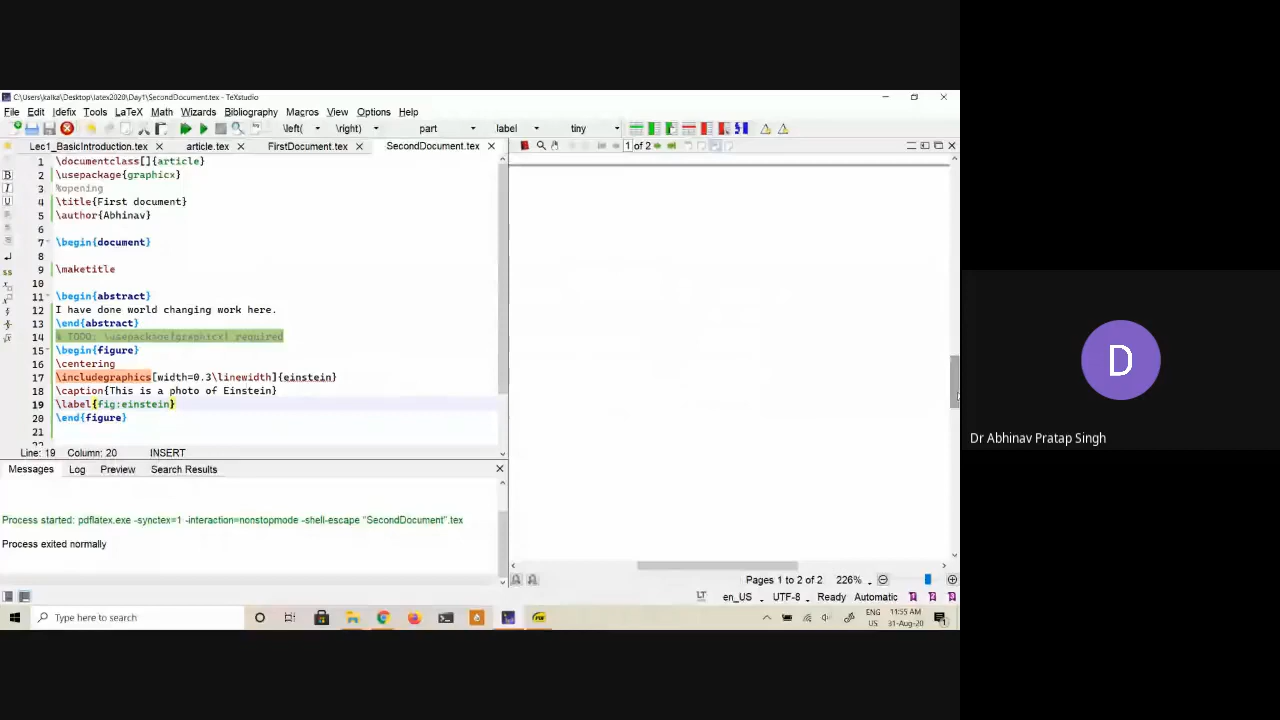 C:\Users\kalka\Desktop\latex2020\Day1\SecondDocument.tex - TeXstudio
File Edit Idefix Tools LaTeX Math Wizards Bibliography Macros View Options Help
\left( \right) part label tiny
Lec1_BasicIntroduction.tex article.tex FirstDocument.tex SecondDocument.tex
1 of 2
1 \documentclass[]{article}
2 \usepackage{graphicx}
3 %opening
4 \title{First document}
5 \author{Abhinav}
6
7 \begin{document}
8
9 \maketitle
10
11 \begin{abstract}
12 I have done world changing work here.
13 \end{abstract}
14 % TODO: \usepackage{graphicx} required
15 \begin{figure}
16 \centering
17 \includegraphics[width=0.3\linewidth]{einstein}
18 \caption{This is a photo of Einstein}
19 \label{fig:einstein}
20 \end{figure}
21
Line: 19 Column: 20 INSERT
Messages Log Preview Search Results
Process started: pdflatex.exe -synctex=1 -interaction=nonstopmode -shell-escape "SecondDocument".tex
Process exited normally
Pages 1 to 2 of 2 226%
LT en_US UTF-8 Ready Automatic
Type here to search
ENG
US
11:55 AM
31-Aug-20
D
Dr Abhinav Pratap Singh